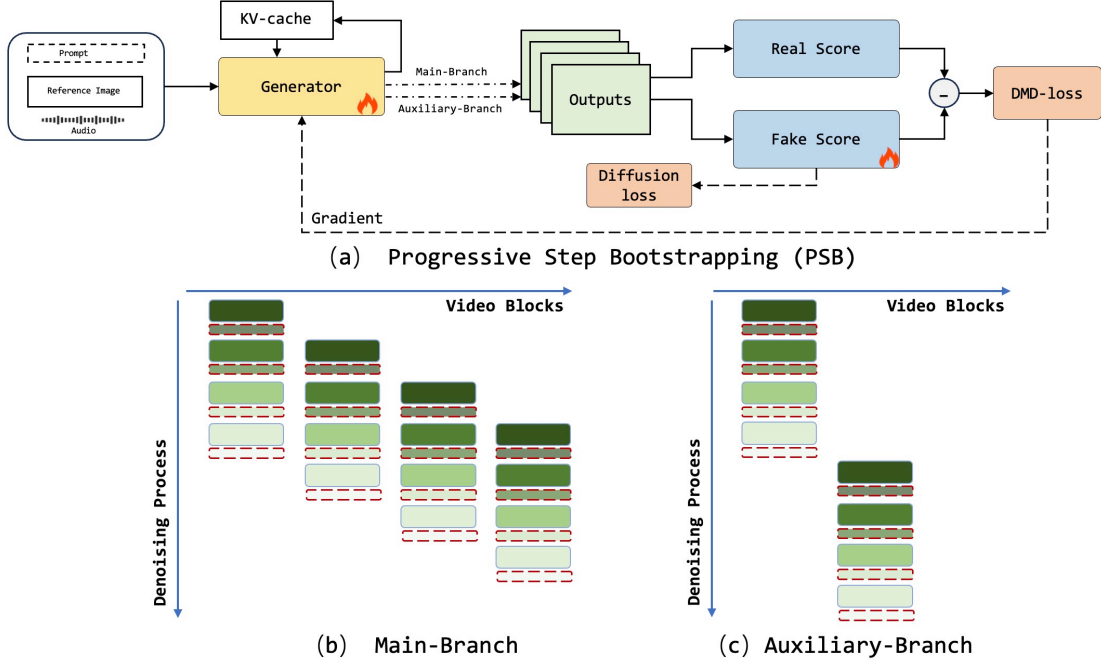 KV-cache
Prompt
Reference Image
Audio
Generator
Main-Branch
Auxiliary-Branch
Outputs
Real Score
Fake Score
-
DMD-loss
Diffusion
loss
Gradient
(a) Progressive Step Bootstrapping (PSB)
Video Blocks
Denoising Process
(b) Main-Branch
Video Blocks
Denoising Process
(c) Auxiliary-Branch